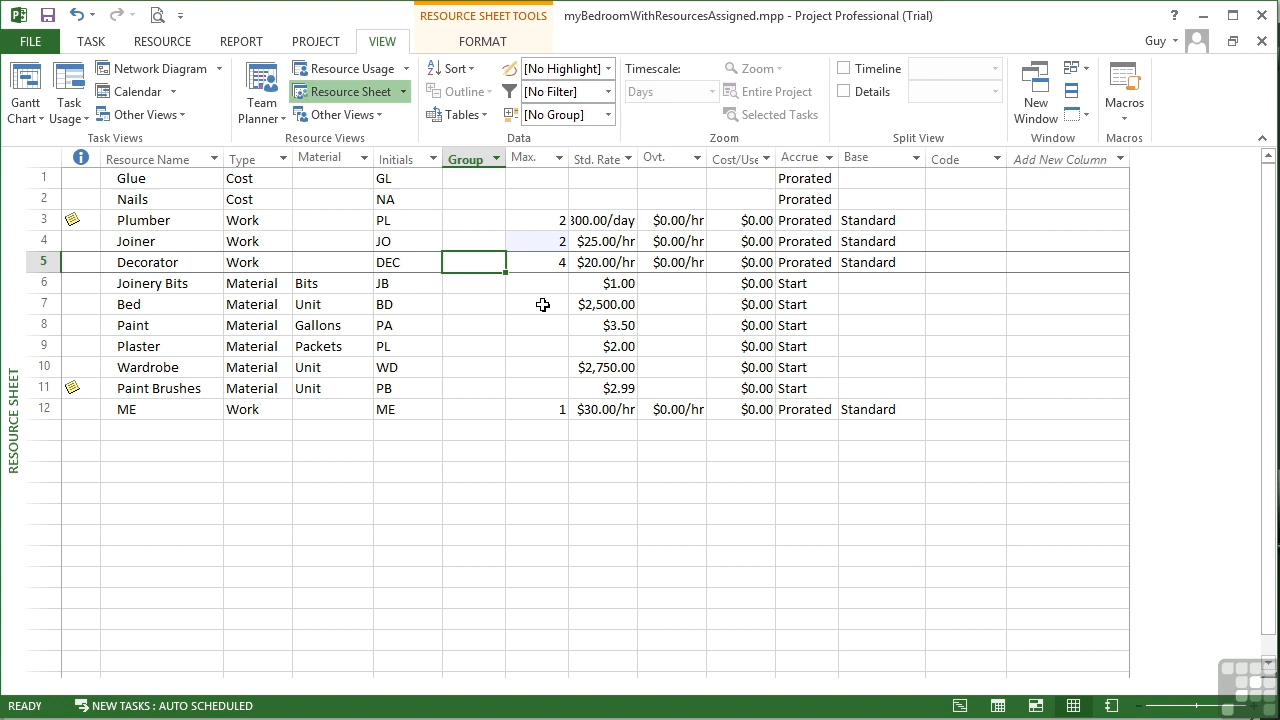 RESOURCE SHEET TOOLS myBedroomWithResourcesAssigned.mpp - Project Professional (Trial) ?
FILE TASK RESOURCE REPORT PROJECT VIEW FORMAT Guy
Gantt Chart
Task Usage
Network Diagram
Calendar
Other Views
Task Views
Team Planner
Resource Usage
Resource Sheet
Other Views
Resource Views
Sort
Outline
Tables
[No Highlight]
[No Filter]
[No Group]
Data
Timescale:
Days
Zoom
Entire Project
Selected Tasks
Zoom
Timeline
Details
Split View
New Window
Window
Macros
Macros
Resource Name Type Material Initials Group Max. Std. Rate Ovt. Cost/Use Accrue Base Code Add New Column
1 Glue Cost GL Prorated
2 Nails Cost NA Prorated
3 Plumber Work PL 2 300.00/day $0.00/hr $0.00 Prorated Standard
4 Joiner Work JO 2 $25.00/hr $0.00/hr $0.00 Prorated Standard
5 Decorator Work DEC 4 $20.00/hr $0.00/hr $0.00 Prorated Standard
6 Joinery Bits Material Bits JB $1.00 $0.00 Start
7 Bed Material Unit BD $2,500.00 $0.00 Start
8 Paint Material Gallons PA $3.50 $0.00 Start
9 Plaster Material Packets PL $2.00 $0.00 Start
10 Wardrobe Material Unit WD $2,750.00 $0.00 Start
11 Paint Brushes Material Unit PB $2.99 $0.00 Start
12 ME Work ME 1 $30.00/hr $0.00/hr $0.00 Prorated Standard
RESOURCE SHEET
READY NEW TASKS : AUTO SCHEDULED